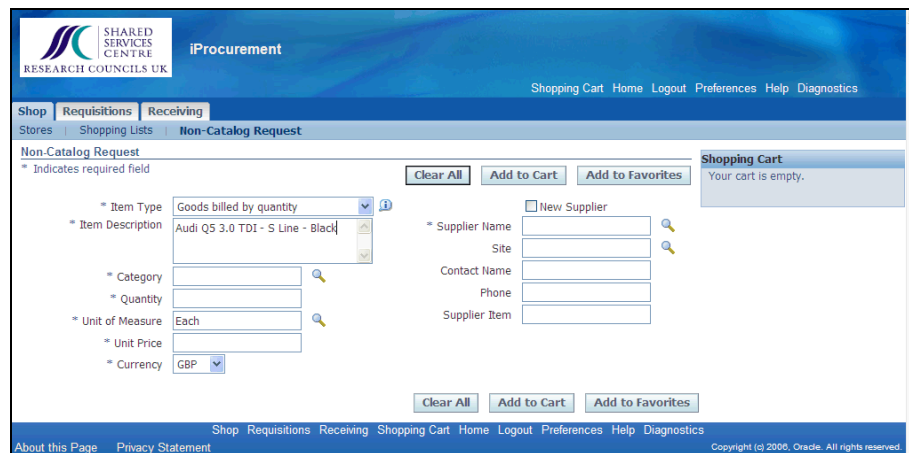 SHARED
SERVICES
CENTRE
RESEARCH COUNCILS UK
iProcurement
Shopping Cart Home Logout Preferences Help Diagnostics
Shop Requisitions Receiving
Stores | Shopping Lists | Non-Catalog Request
Non-Catalog Request
* Indicates required field
Clear All Add to Cart Add to Favorites
Shopping Cart
Your cart is empty.
* Item Type Goods billed by quantity
* Item Description Audi Q5 3.0 TDI - S Line - Black
* Category
* Quantity
* Unit of Measure Each
* Unit Price
* Currency GBP
New Supplier
* Supplier Name
Site
Contact Name
Phone
Supplier Item
Clear All Add to Cart Add to Favorites
Shop Requisitions Receiving Shopping Cart Home Logout Preferences Help Diagnostics
About this Page Privacy Statement
Copyright (c) 2006, Oracle. All rights reserved.